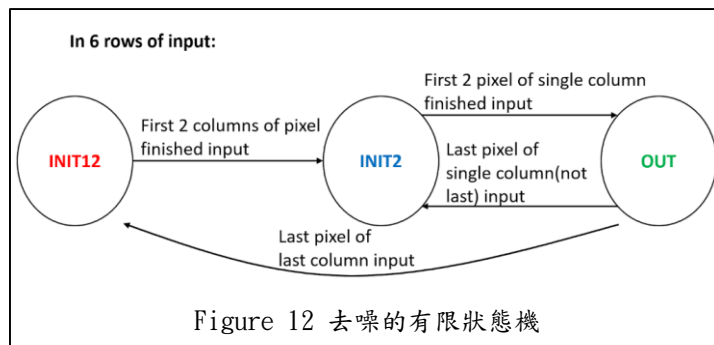 In 6 rows of input:
First 2 pixel of single column
finished input
First 2 columns of pixel
finished input
INIT12
INIT2
OUT
Last pixel of
single column(not
last) input
Last pixel of
last column input
Figure 12 去噪的有限狀態機